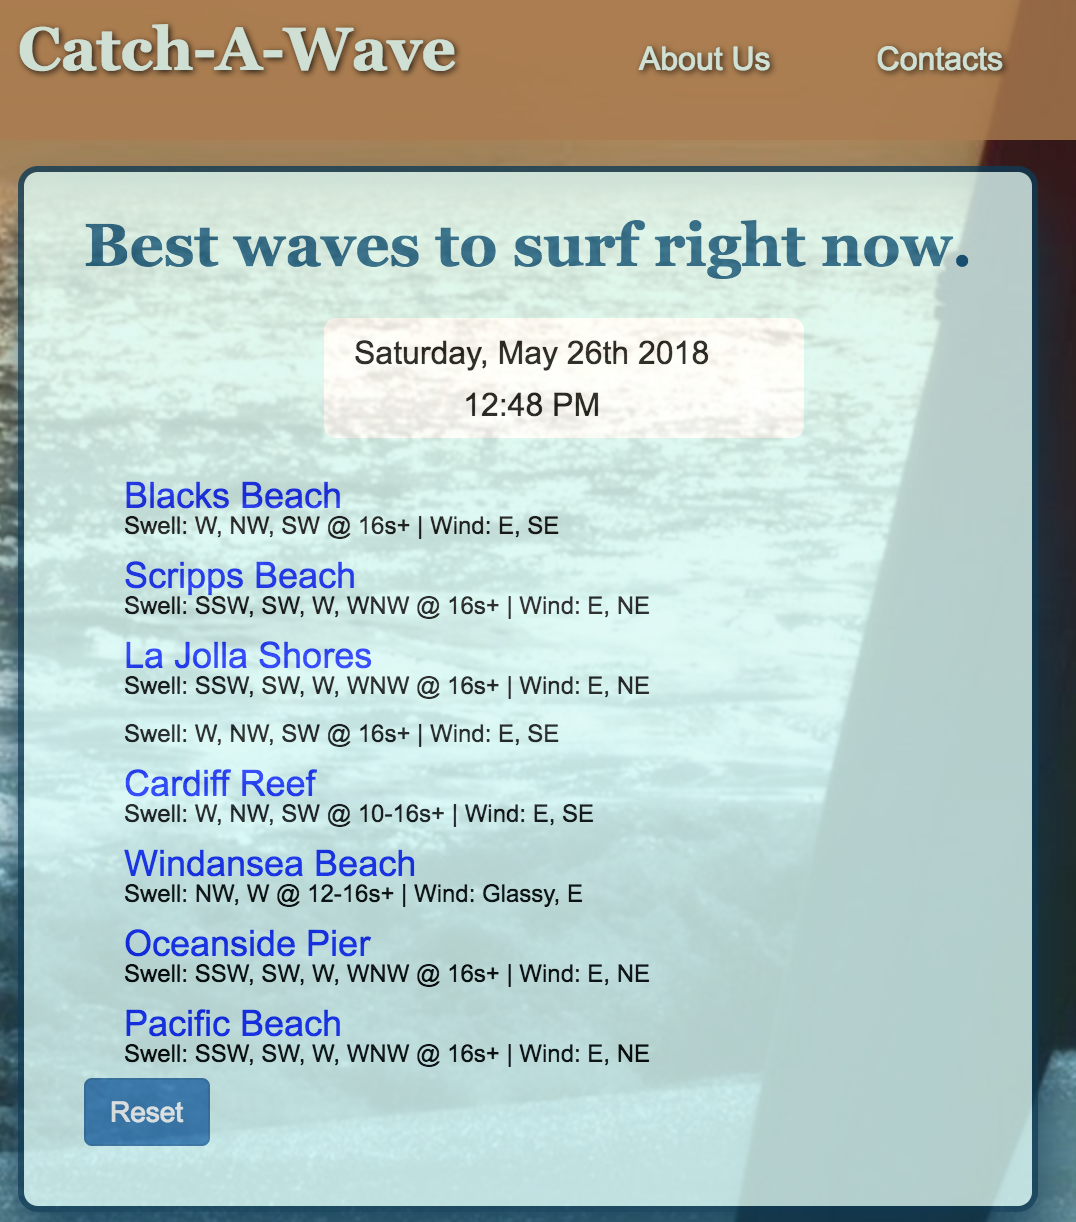 Catch-A-Wave
About Us
Contacts
Best waves to surf right now.
Saturday, May 26th 2018
12:48 PM
Blacks Beach
Swell: W, NW, SW @ 16s+ | Wind: E, SE
Scripps Beach
Swell: SSW, SW, W, WNW @ 16s+ | Wind: E, NE
La Jolla Shores
Swell: SSW, SW, W, WNW @ 16s+ | Wind: E, NE
Swell: W, NW, SW @ 16s+ | Wind: E, SE
Cardiff Reef
Swell: W, NW, SW @ 10-16s+ | Wind: E, SE
Windansea Beach
Swell: NW, W @ 12-16s+ | Wind: Glassy, E
Oceanside Pier
Swell: SSW, SW, W, WNW @ 16s+ | Wind: E, NE
Pacific Beach
Swell: SSW, SW, W, WNW @ 16s+ | Wind: E, NE
Reset